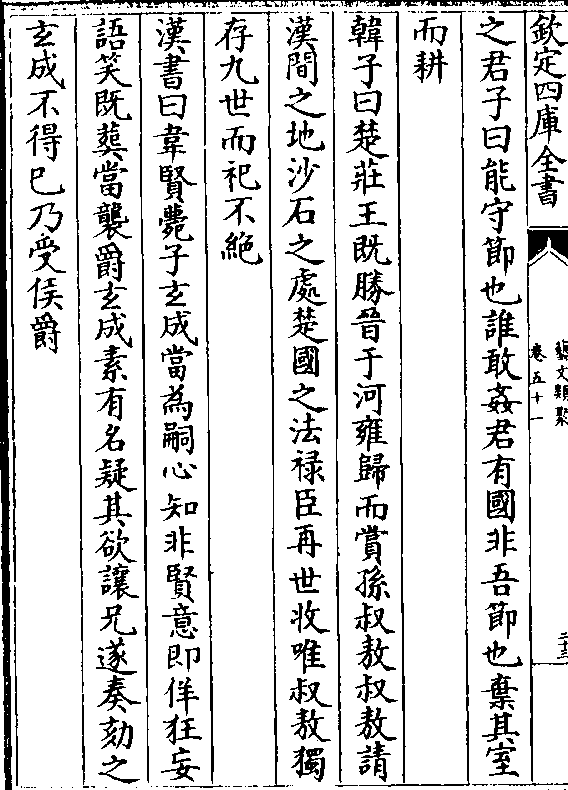 欽定四庫全書
藝文類聚
卷五十一
二十三
之君子曰能守節也誰敢姦君有國非吾節也棄其室
而耕
韓子曰楚莊王既勝晉于河雍歸而賞孫叔敖叔敖請
漢間之地沙石之處楚國之法禄臣再世收唯叔敖獨
存九世而祀不絶
漢書曰韋賢薨子玄成當為嗣心知非賢意即佯狂妄
語笑既葬當襲爵玄成素有名疑其欲讓兄遂奏劾之
玄成不得已乃受侯爵